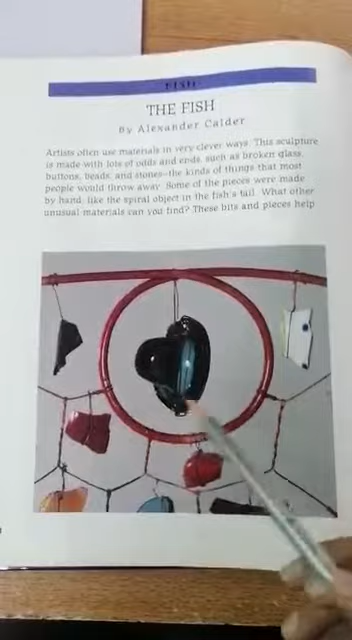 FISH
THE FISH
By Alexander Calder
Artists often use materials in very clever ways. This sculpture
is made with lots of odds and ends, such as broken glass,
buttons, beads, and stones—the kinds of things that most
people would throw away. Some of the pieces were made
by hand, like the spiral object in the fish's tail. What other
unusual materials can you find? These bits and pieces help